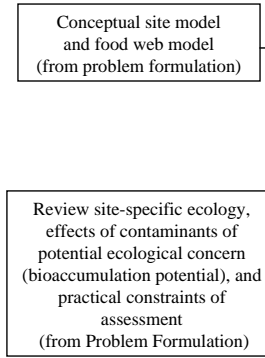 Conceptual site model
and food web model
(from problem formulation)
Review site-specific ecology,
effects of contaminants of
potential ecological concern
(bioaccumulation potential), and
practical constraints of
assessment
(from Problem Formulation)